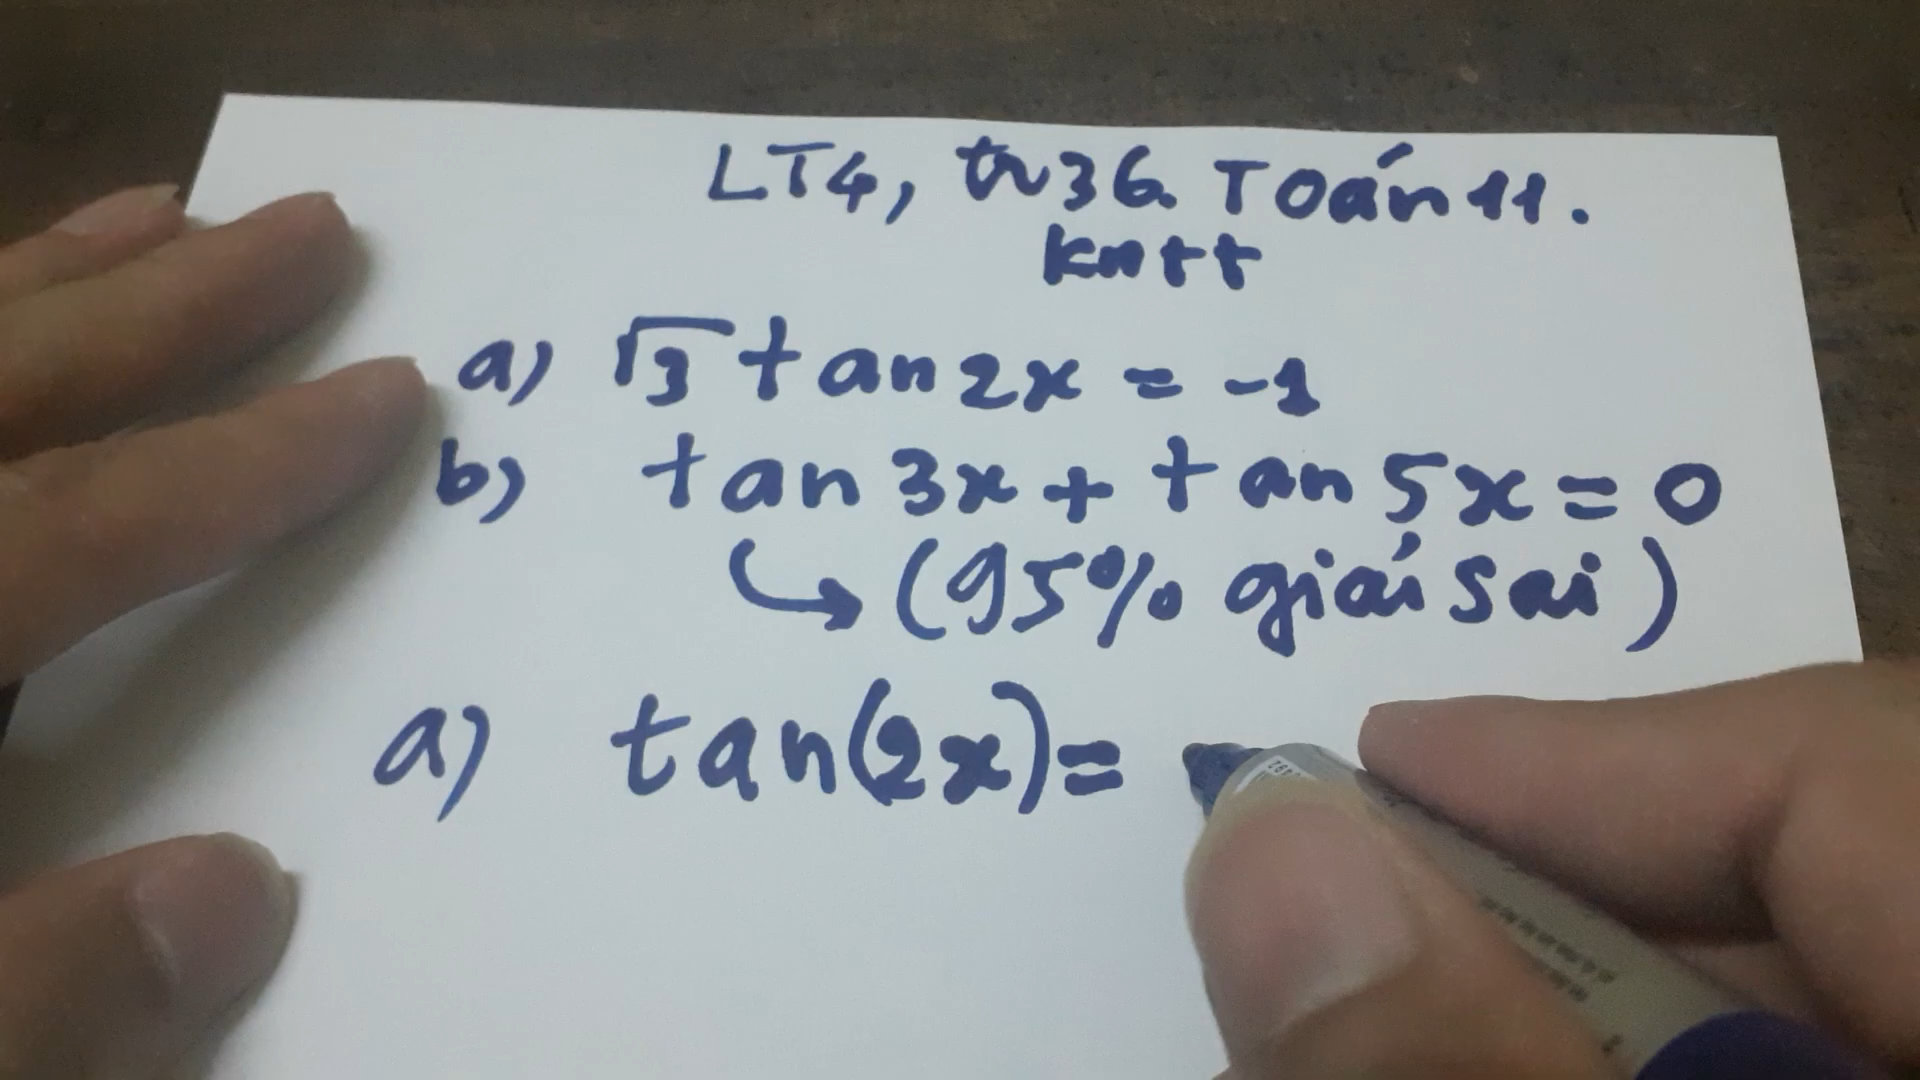 LT4, tr36. Toán 11.
kntt
a) √3 tan2x = -1
b) tan 3x + tan 5x = 0
(95% giải sai)
a) tan(2x) =